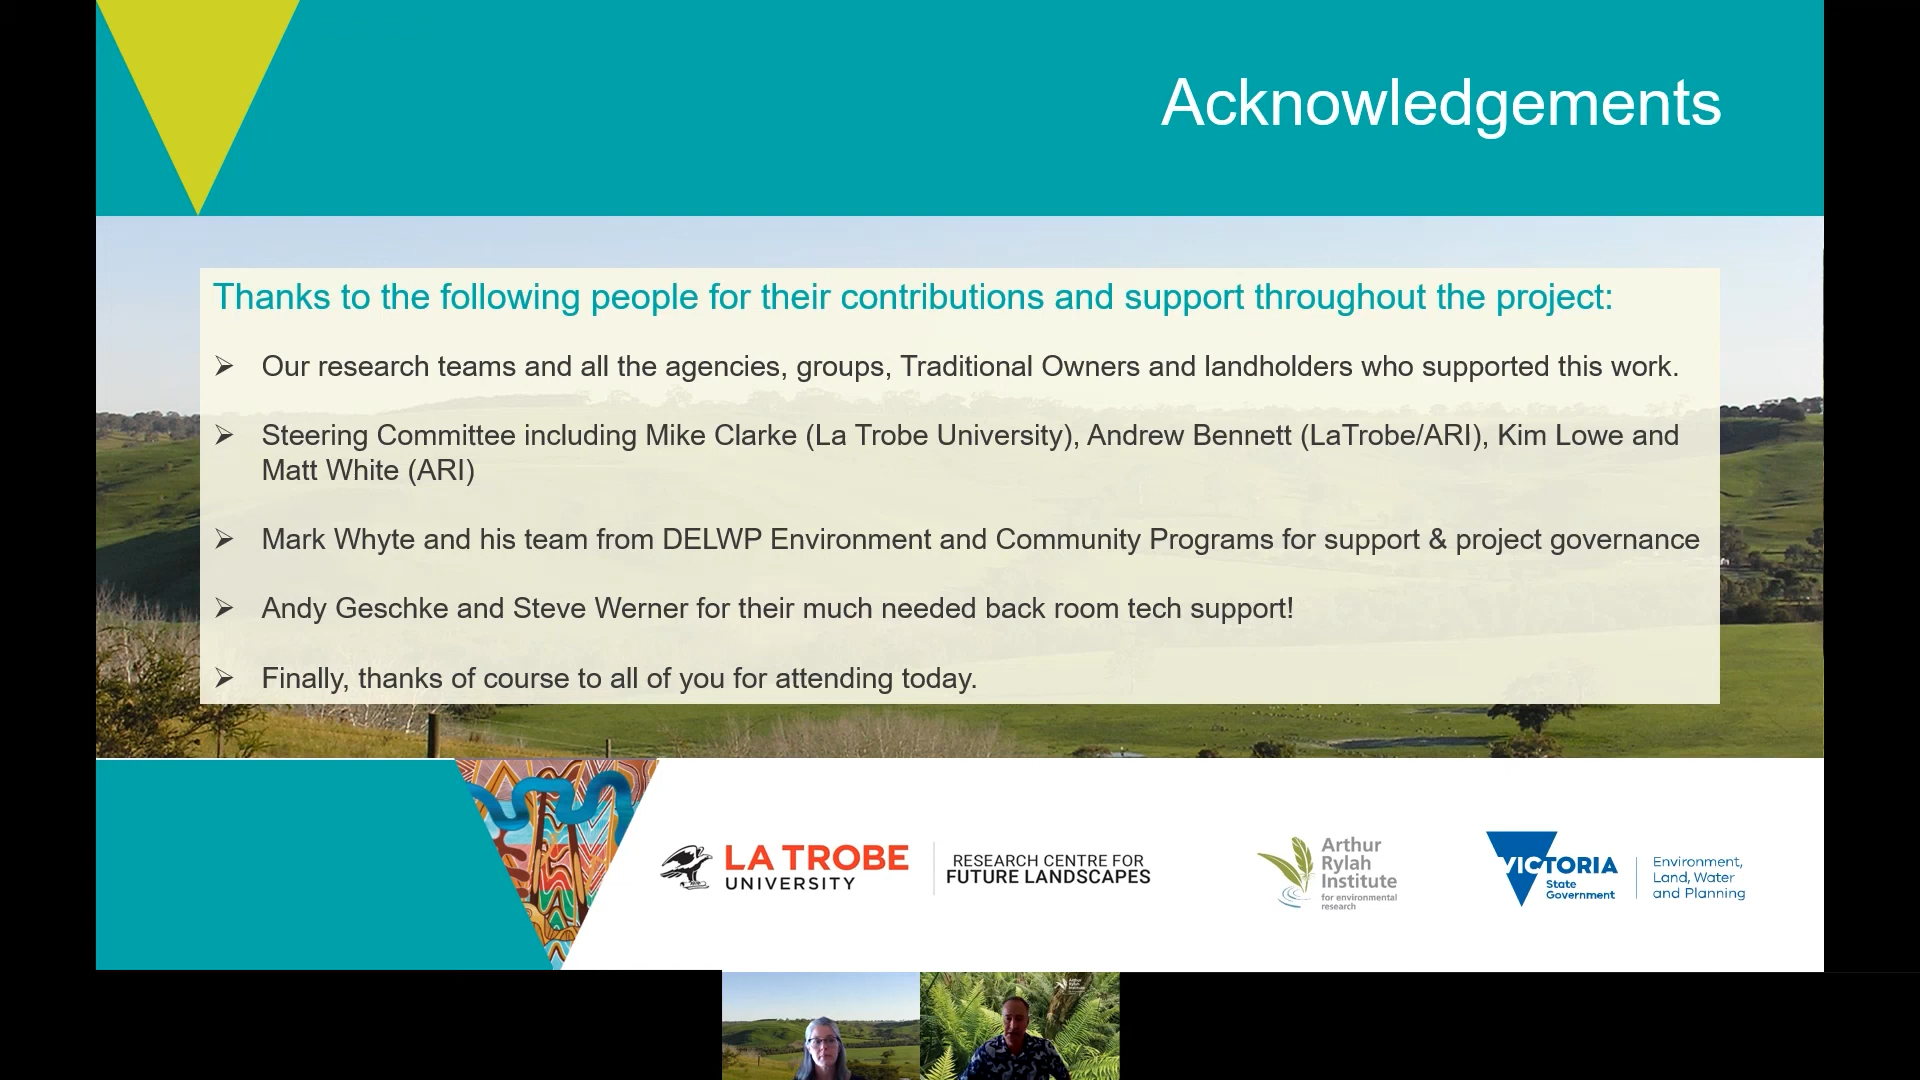 Acknowledgements
Thanks to the following people for their contributions and support throughout the project:
Our research teams and all the agencies, groups, Traditional Owners and landholders who supported this work.
Steering Committee including Mike Clarke (La Trobe University), Andrew Bennett (LaTrobe/ARI), Kim Lowe and
Matt White (ARI)
Mark Whyte and his team from DELWP Environment and Community Programs for support & project governance
Andy Geschke and Steve Werner for their much needed back room tech support!
Finally, thanks of course to all of you for attending today.
LA TROBE
UNIVERSITY
RESEARCH CENTRE FOR
FUTURE LANDSCAPES
Arthur
Rylah
Institute
for environmental
research
VICTORIA
State
Government
Environment,
Land, Water
and Planning
Arthur
Rylah
Institute